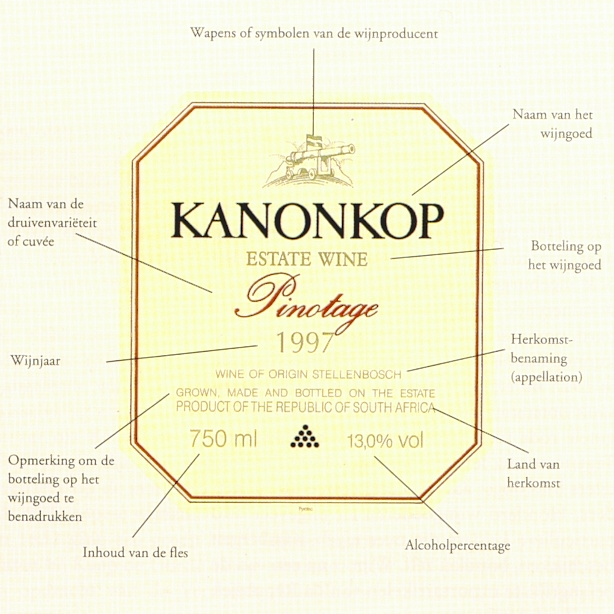 Wapens of symbolen van de wijnproducent
Naam van het
wijngoed
Naam van de
druivenvariëteit
of cuvée
KANONKOP
ESTATE WINE
Botteling op
het wijngoed
Pinotage
1997
Wijnjaar
Herkomst-
benaming
(appellation)
WINE OF ORIGIN STELLENBOSCH
GROWN, MADE AND BOTTLED ON THE ESTATE
PRODUCT OF THE REPUBLIC OF SOUTH AFRICA
750 ml
13,0% vol
Opmerking om de
botteling op het
wijngoed te
benadrukken
Land van
herkomst
Inhoud van de fles
Alcoholpercentage